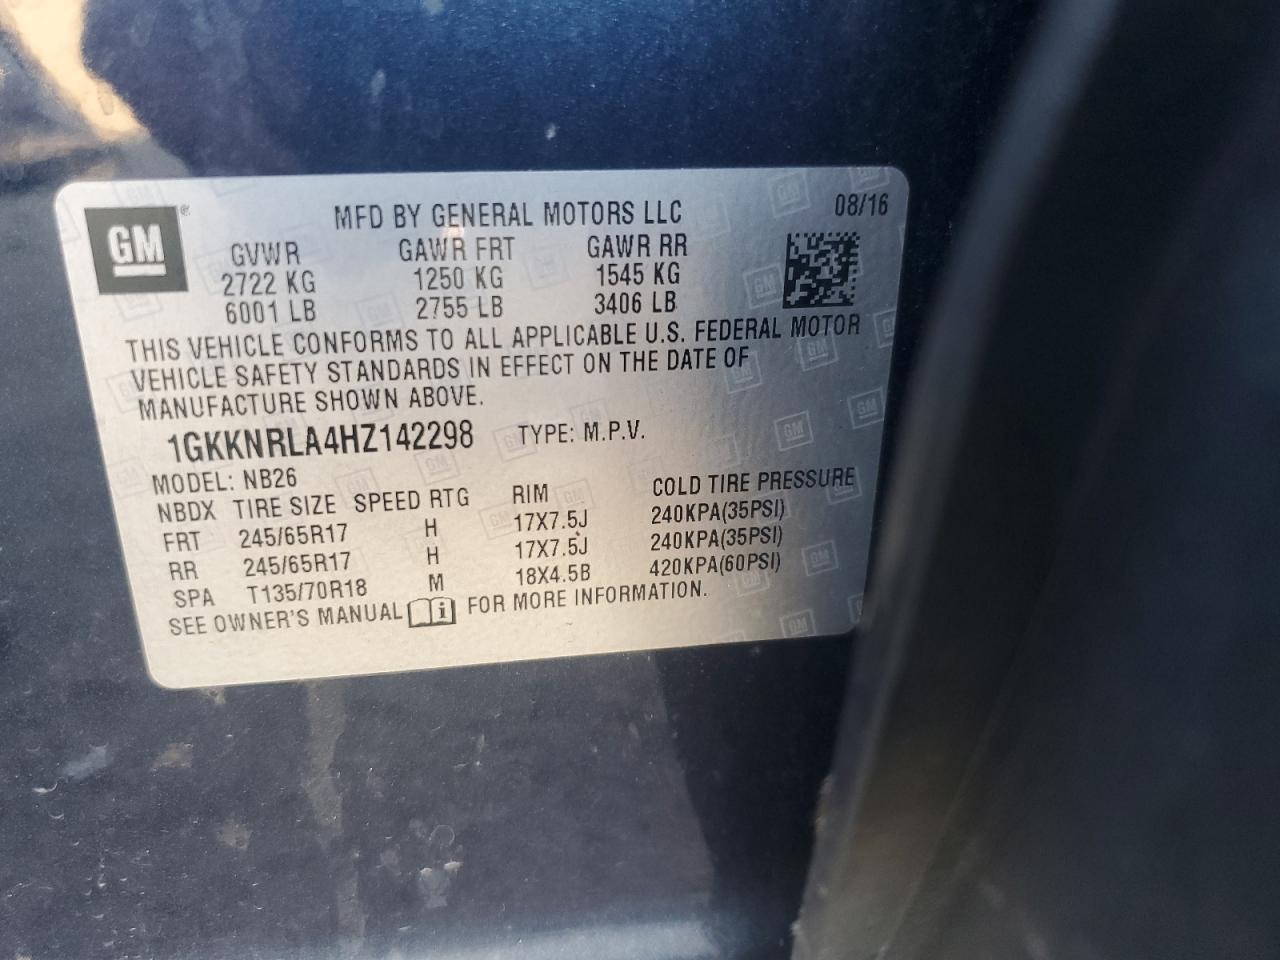 GM®
MFD BY GENERAL MOTORS LLC 08/16
GVWR GAWR FRT GAWR RR
2722 KG 1250 KG 1545 KG
6001 LB 2755 LB 3406 LB
THIS VEHICLE CONFORMS TO ALL APPLICABLE U.S. FEDERAL MOTOR
VEHICLE SAFETY STANDARDS IN EFFECT ON THE DATE OF
MANUFACTURE SHOWN ABOVE.
1GKKNRLA4HZ142298 TYPE: M.P.V.
MODEL: NB26
NBDX TIRE SIZE SPEED RTG RIM COLD TIRE PRESSURE
FRT 245/65R17 H 17X7.5J 240KPA(35PSI)
RR 245/65R17 H 17X7.5J 240KPA(35PSI)
SPA T135/70R18 M 18X4.5B 420KPA(60PSI)
SEE OWNER'S MANUAL i FOR MORE INFORMATION.